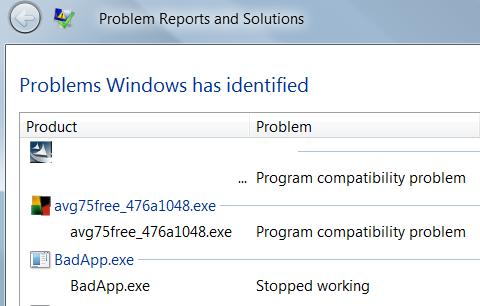 Problem Reports and Solutions
Problems Windows has identified
Product Problem
... Program compatibility problem
avg75free_476a1048.exe
avg75free_476a1048.exe Program compatibility problem
BadApp.exe
BadApp.exe Stopped working